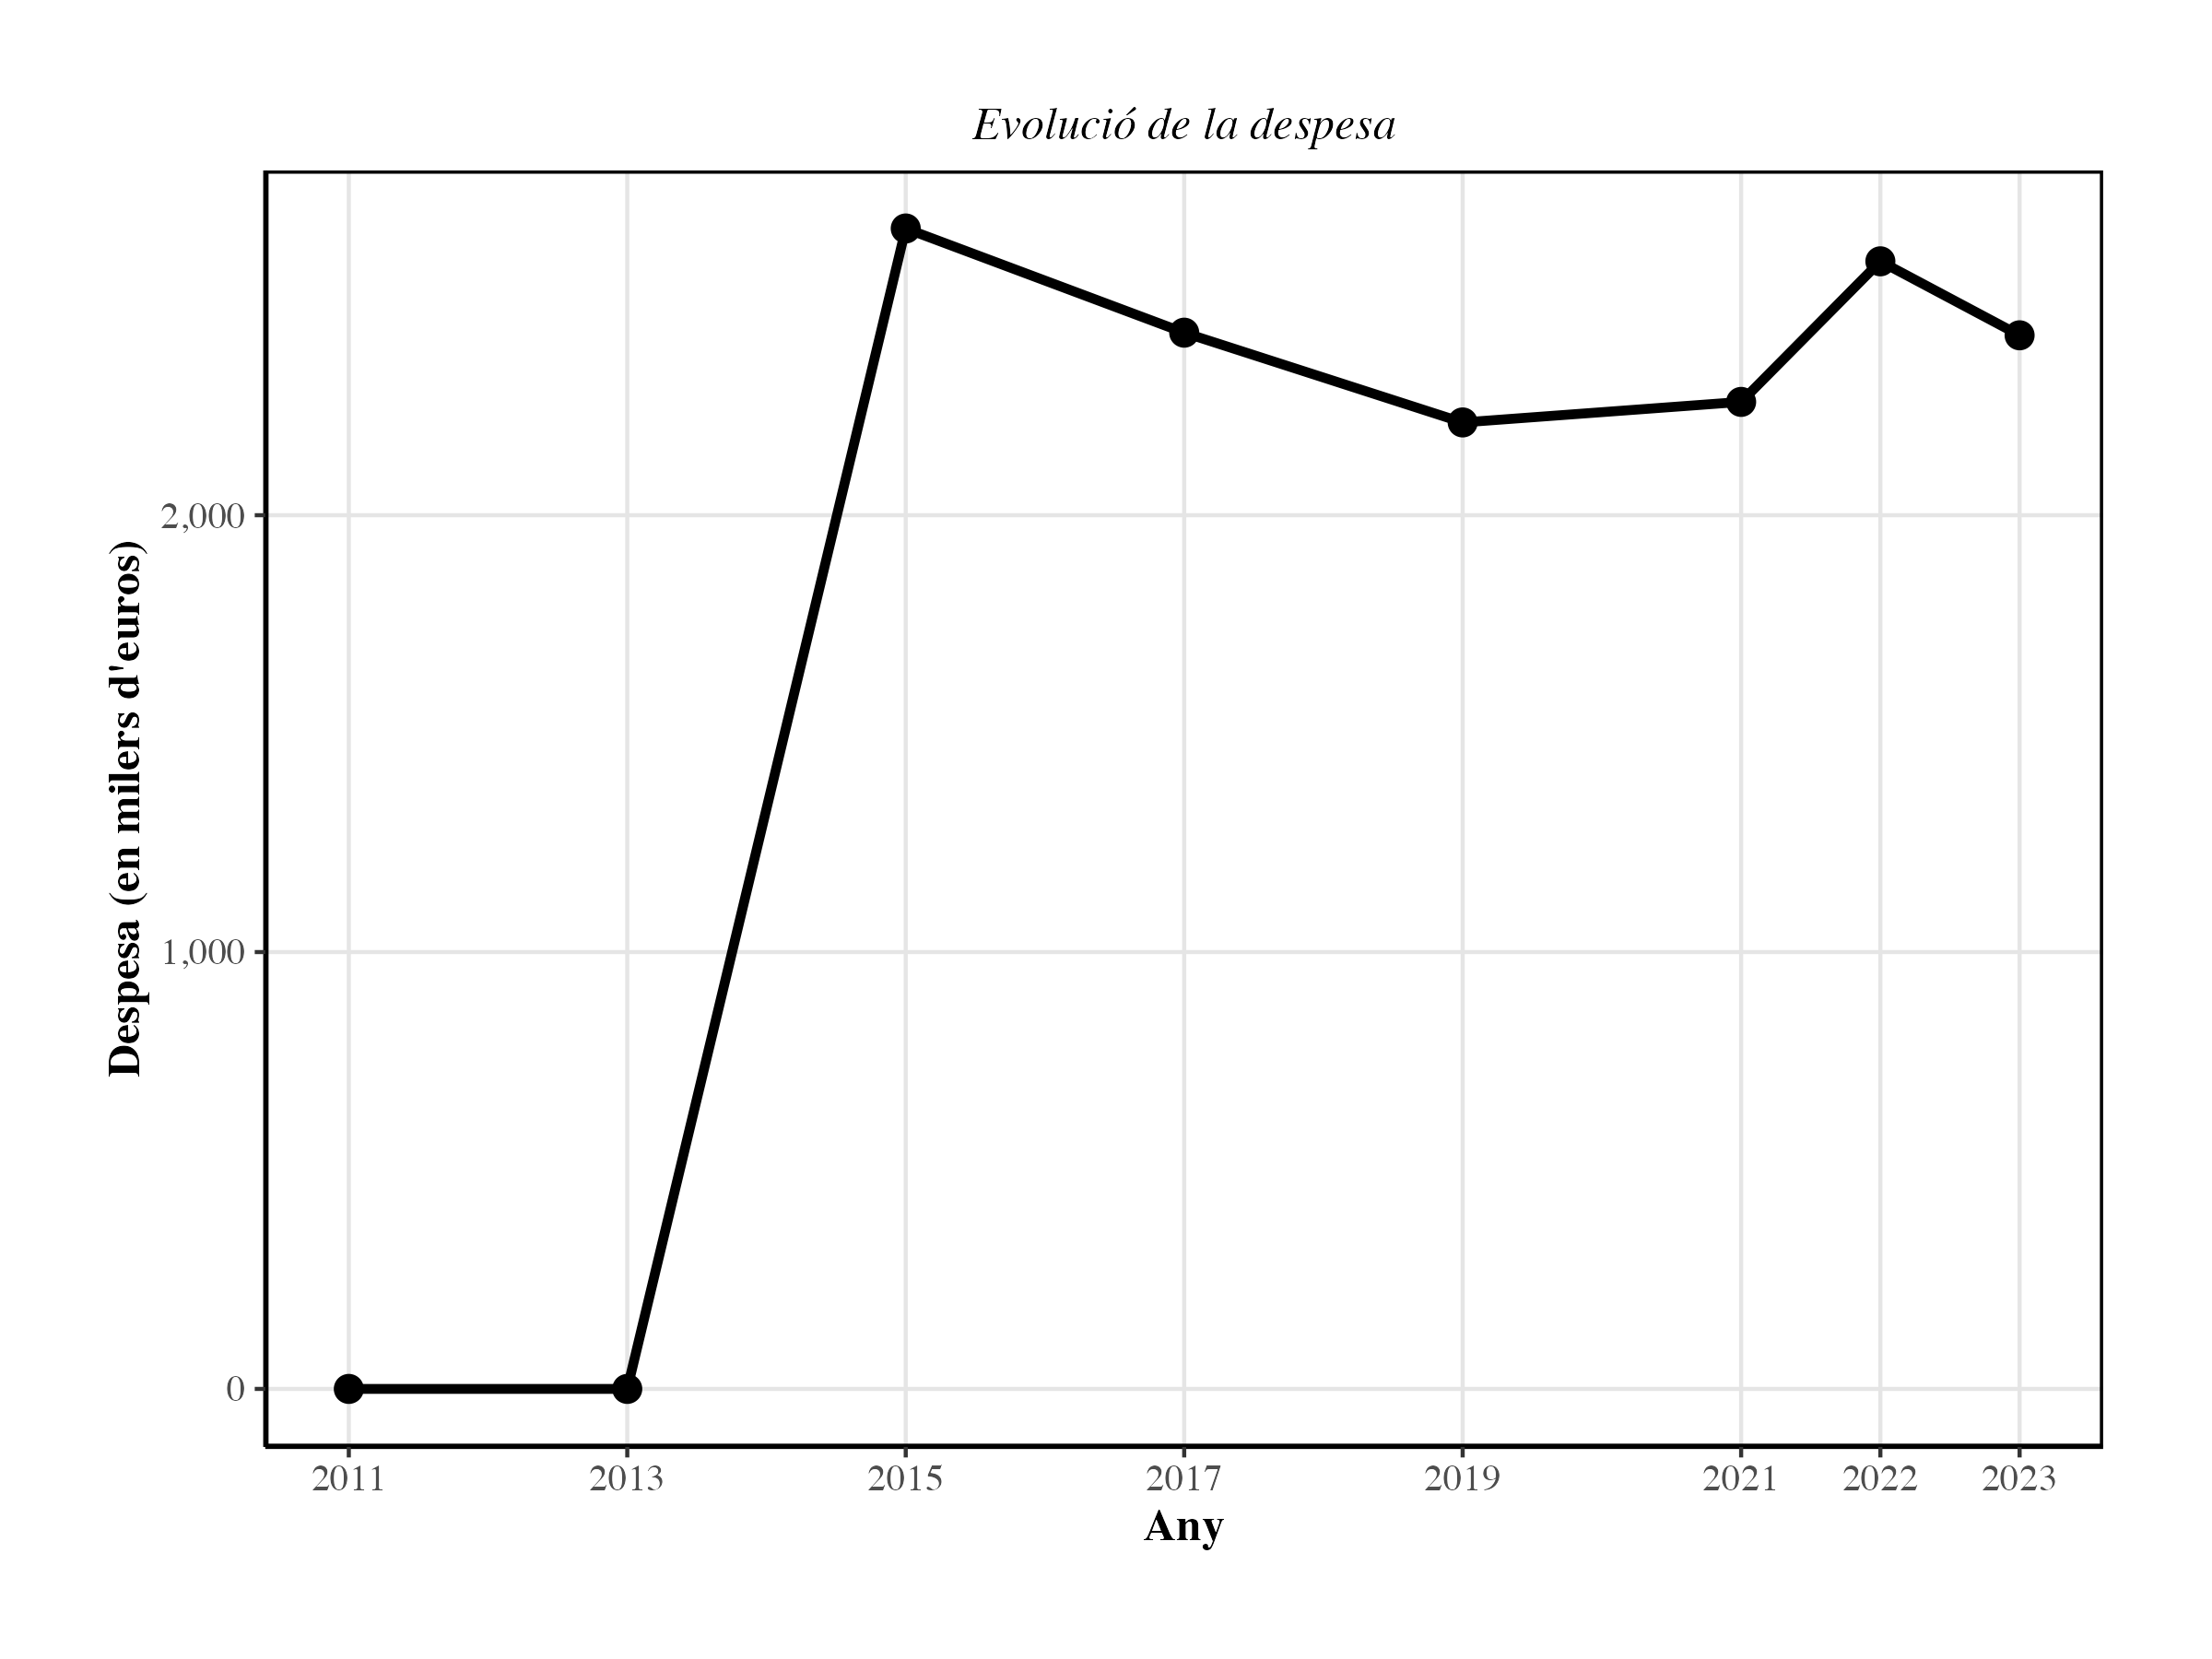 Evolució de la despesa
Despesa (en milers d'euros)
2,000
1,000
0
2011 2013 2015 2017 2019 2021 2022 2023
Any